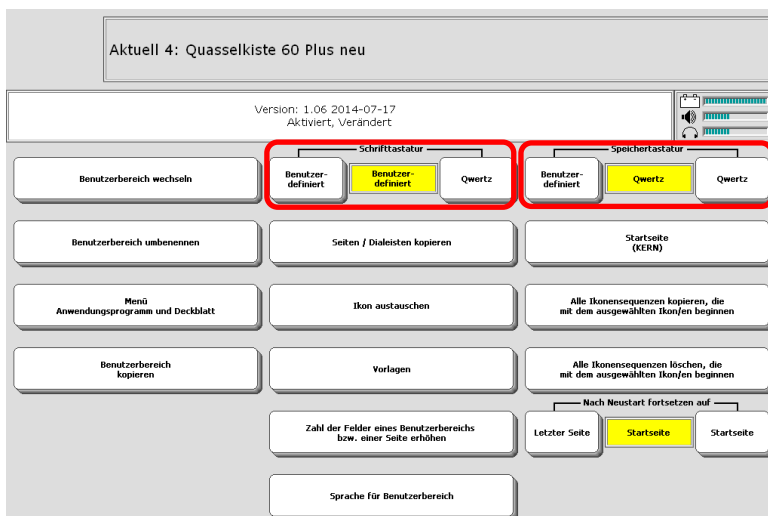 Aktuell 4: Quasselkiste 60 Plus neu
Version: 1.06 2014-07-17
Aktiviert, Verändert
Schrifttastatur
Speichertastatur
Benutzerbereich wechseln
Benutzer-
definiert
Benutzer-
definiert
Qwertz
Benutzer-
definiert
Qwertz
Qwertz
Benutzerbereich umbenennen
Seiten / Dialeisten kopieren
Startseite
(KERN)
Menü
Anwendungsprogramm und Deckblatt
Ikon austauschen
Alle Ikonensequenzen kopieren, die
mit dem ausgewählten Ikon/en beginnen
Benutzerbereich
kopieren
Vorlagen
Alle Ikonensequenzen löschen, die
mit dem ausgewählten Ikon/en beginnen
Nach Neustart fortsetzen auf
Zahl der Felder eines Benutzerbereichs
bzw. einer Seite erhöhen
Letzter Seite
Startseite
Startseite
Sprache für Benutzerbereich